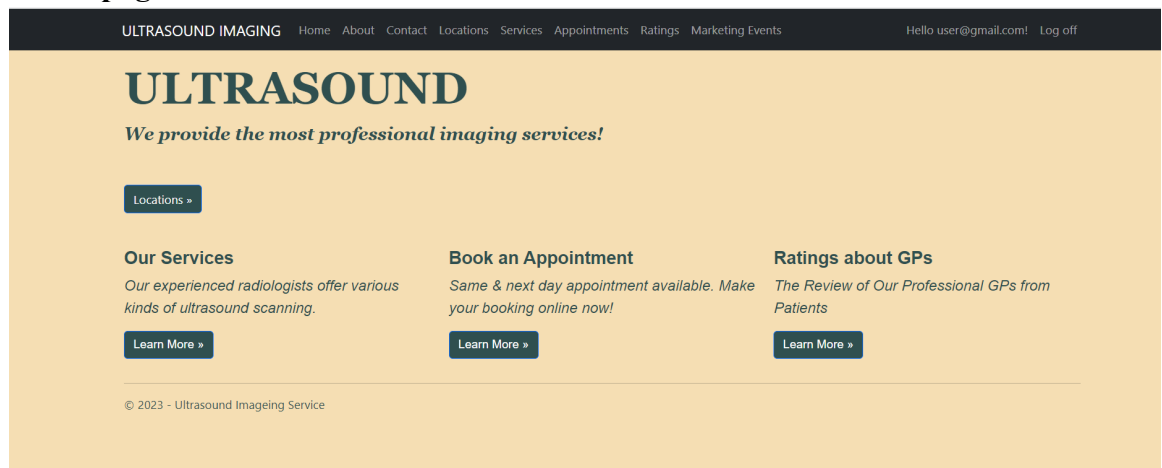 ULTRASOUND IMAGING Home About Contact Locations Services Appointments Ratings Marketing Events Hello user@gmail.com! Log off
ULTRASOUND
We provide the most professional imaging services!
Locations »
Our Services
Our experienced radiologists offer various
kinds of ultrasound scanning.
Learn More »
Book an Appointment
Same & next day appointment available. Make
your booking online now!
Learn More »
Ratings about GPs
The Review of Our Professional GPs from
Patients
Learn More »
© 2023 - Ultrasound Imageing Service